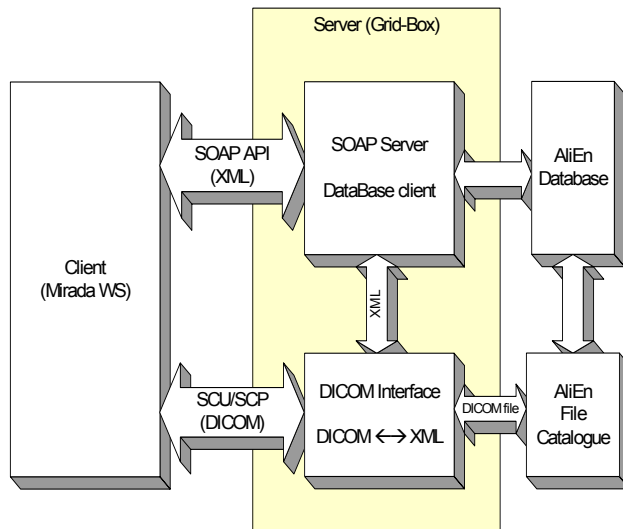 Server (Grid-Box)
Client
(Mirada WS)
SOAP API
(XML)
SOAP Server
DataBase client
AliEn
Database
XML
SCU/SCP
(DICOM)
DICOM Interface
DICOM ↔ XML
DICOM file
AliEn
File
Catalogue